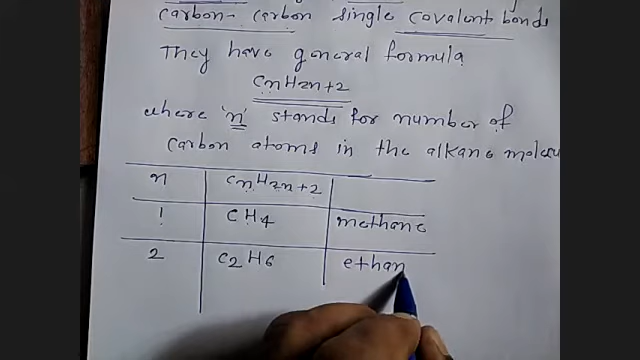 carbon-carbon single covalent bonds
They have general formula
CnH2n+2
where 'n' stands for number of
carbon atoms in the alkane molecu
n CnH2n+2
1 CH4 methane
2 C2H6 ethan